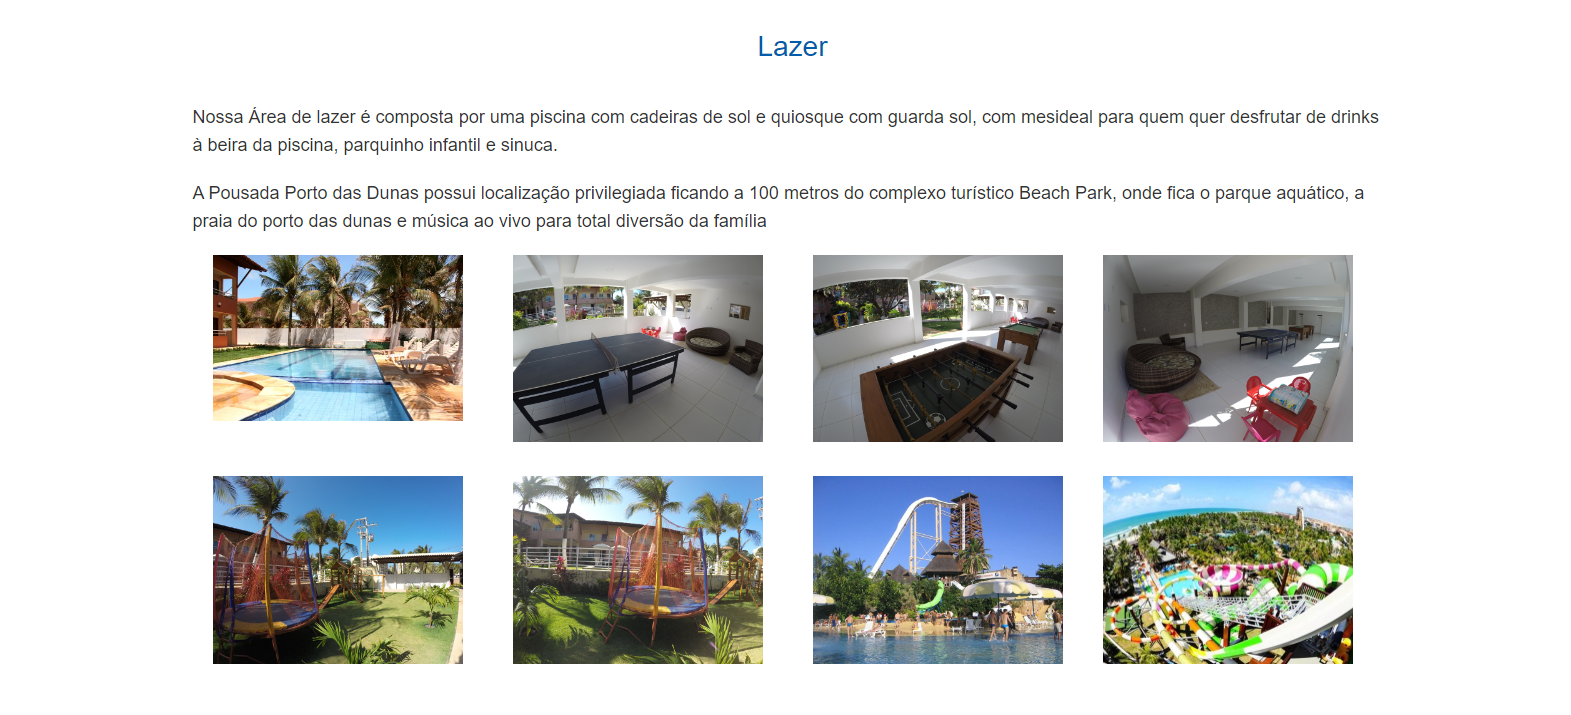 Lazer
Nossa Área de lazer é composta por uma piscina com cadeiras de sol e quiosque com guarda sol, com mesideal para quem quer desfrutar de drinks
à beira da piscina, parquinho infantil e sinuca.
A Pousada Porto das Dunas possui localização privilegiada ficando a 100 metros do complexo turístico Beach Park, onde fica o parque aquático, a
praia do porto das dunas e música ao vivo para total diversão da família